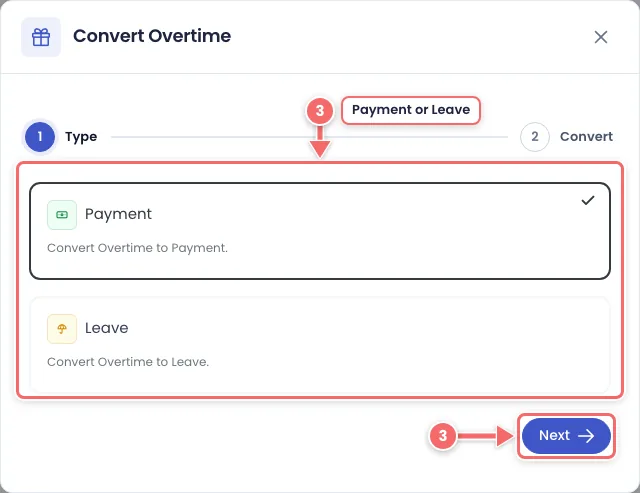 Convert Overtime
3
Payment or Leave
1 Type
2 Convert
Payment
Convert Overtime to Payment.
Leave
Convert Overtime to Leave.
3
Next